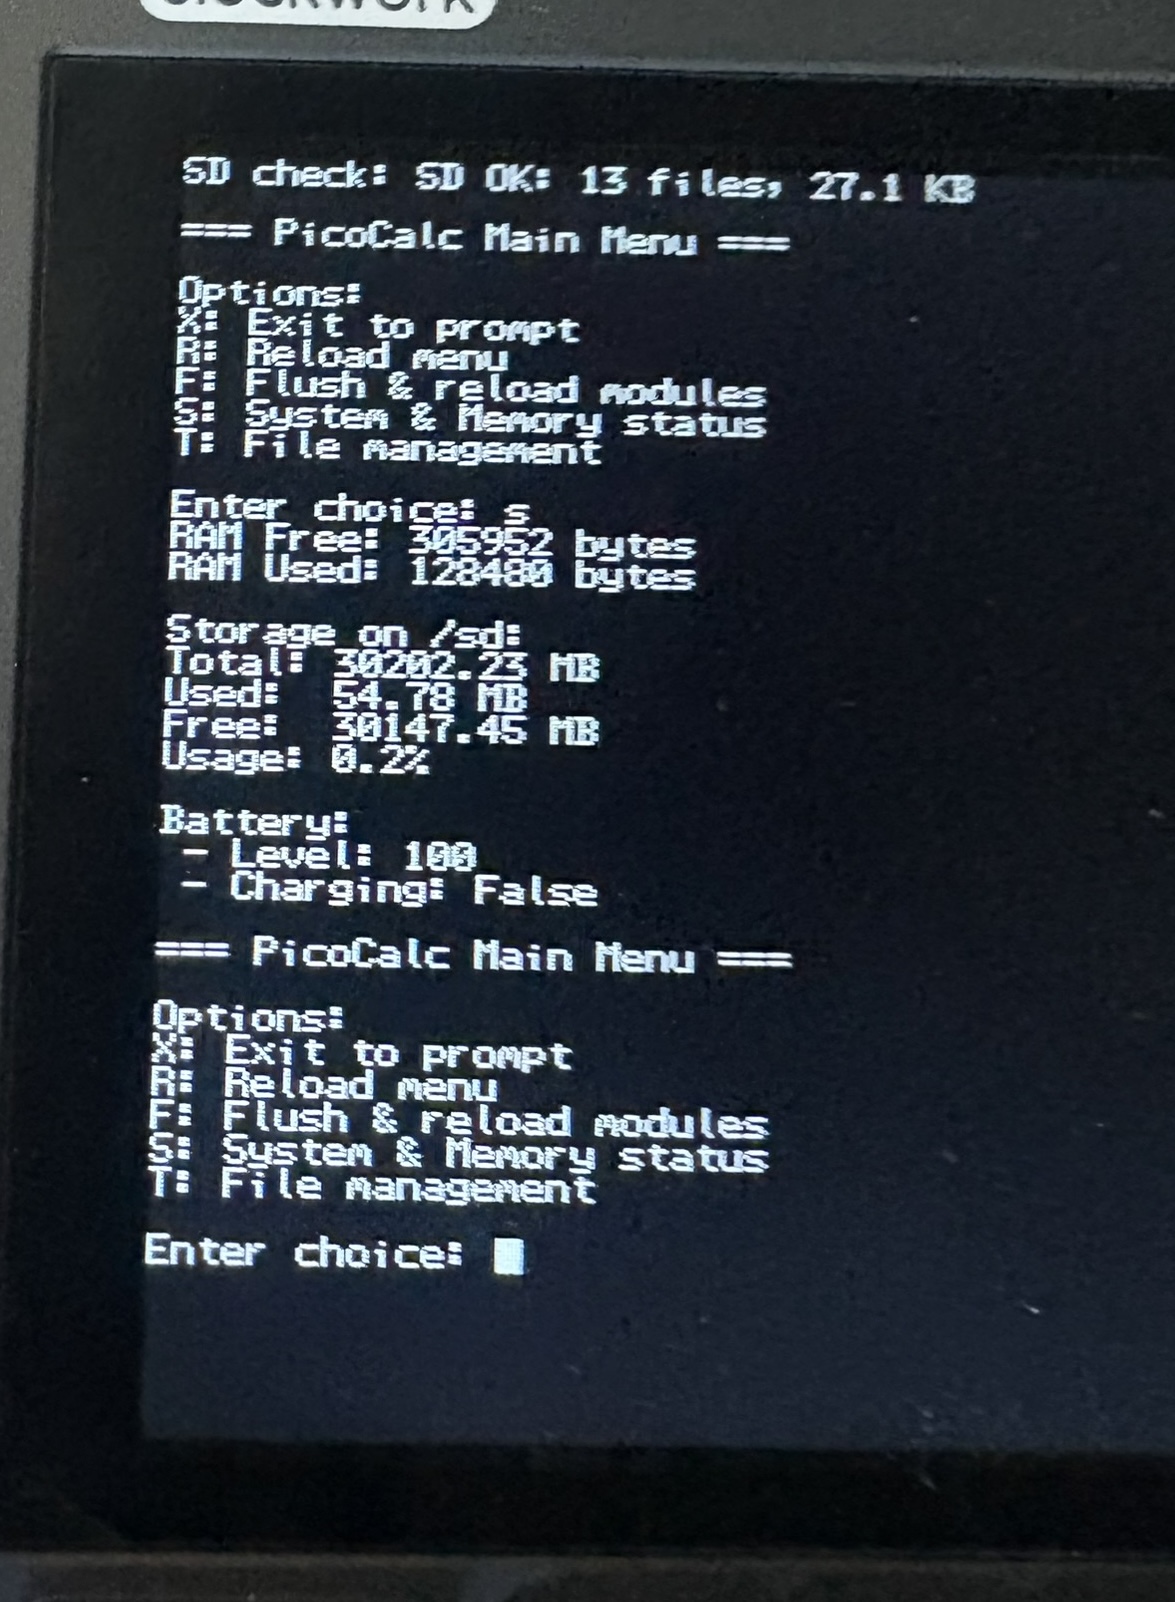 CLOCKWORK
SD check: SD OK: 13 files, 27.1 KB
=== PicoCalc Main Menu ===
Options:
X: Exit to prompt
R: Reload menu
F: Flush & reload modules
S: System & Memory status
T: File management
Enter choice: s
RAM Free: 305952 bytes
RAM Used: 128480 bytes
Storage on /sd:
Total: 30202.23 MB
Used:  54.78 MB
Free:  30147.45 MB
Usage: 0.2%
Battery:
 - Level: 100
 - Charging: False
=== PicoCalc Main Menu ===
Options:
X: Exit to prompt
R: Reload menu
F: Flush & reload modules
S: System & Memory status
T: File management
Enter choice: